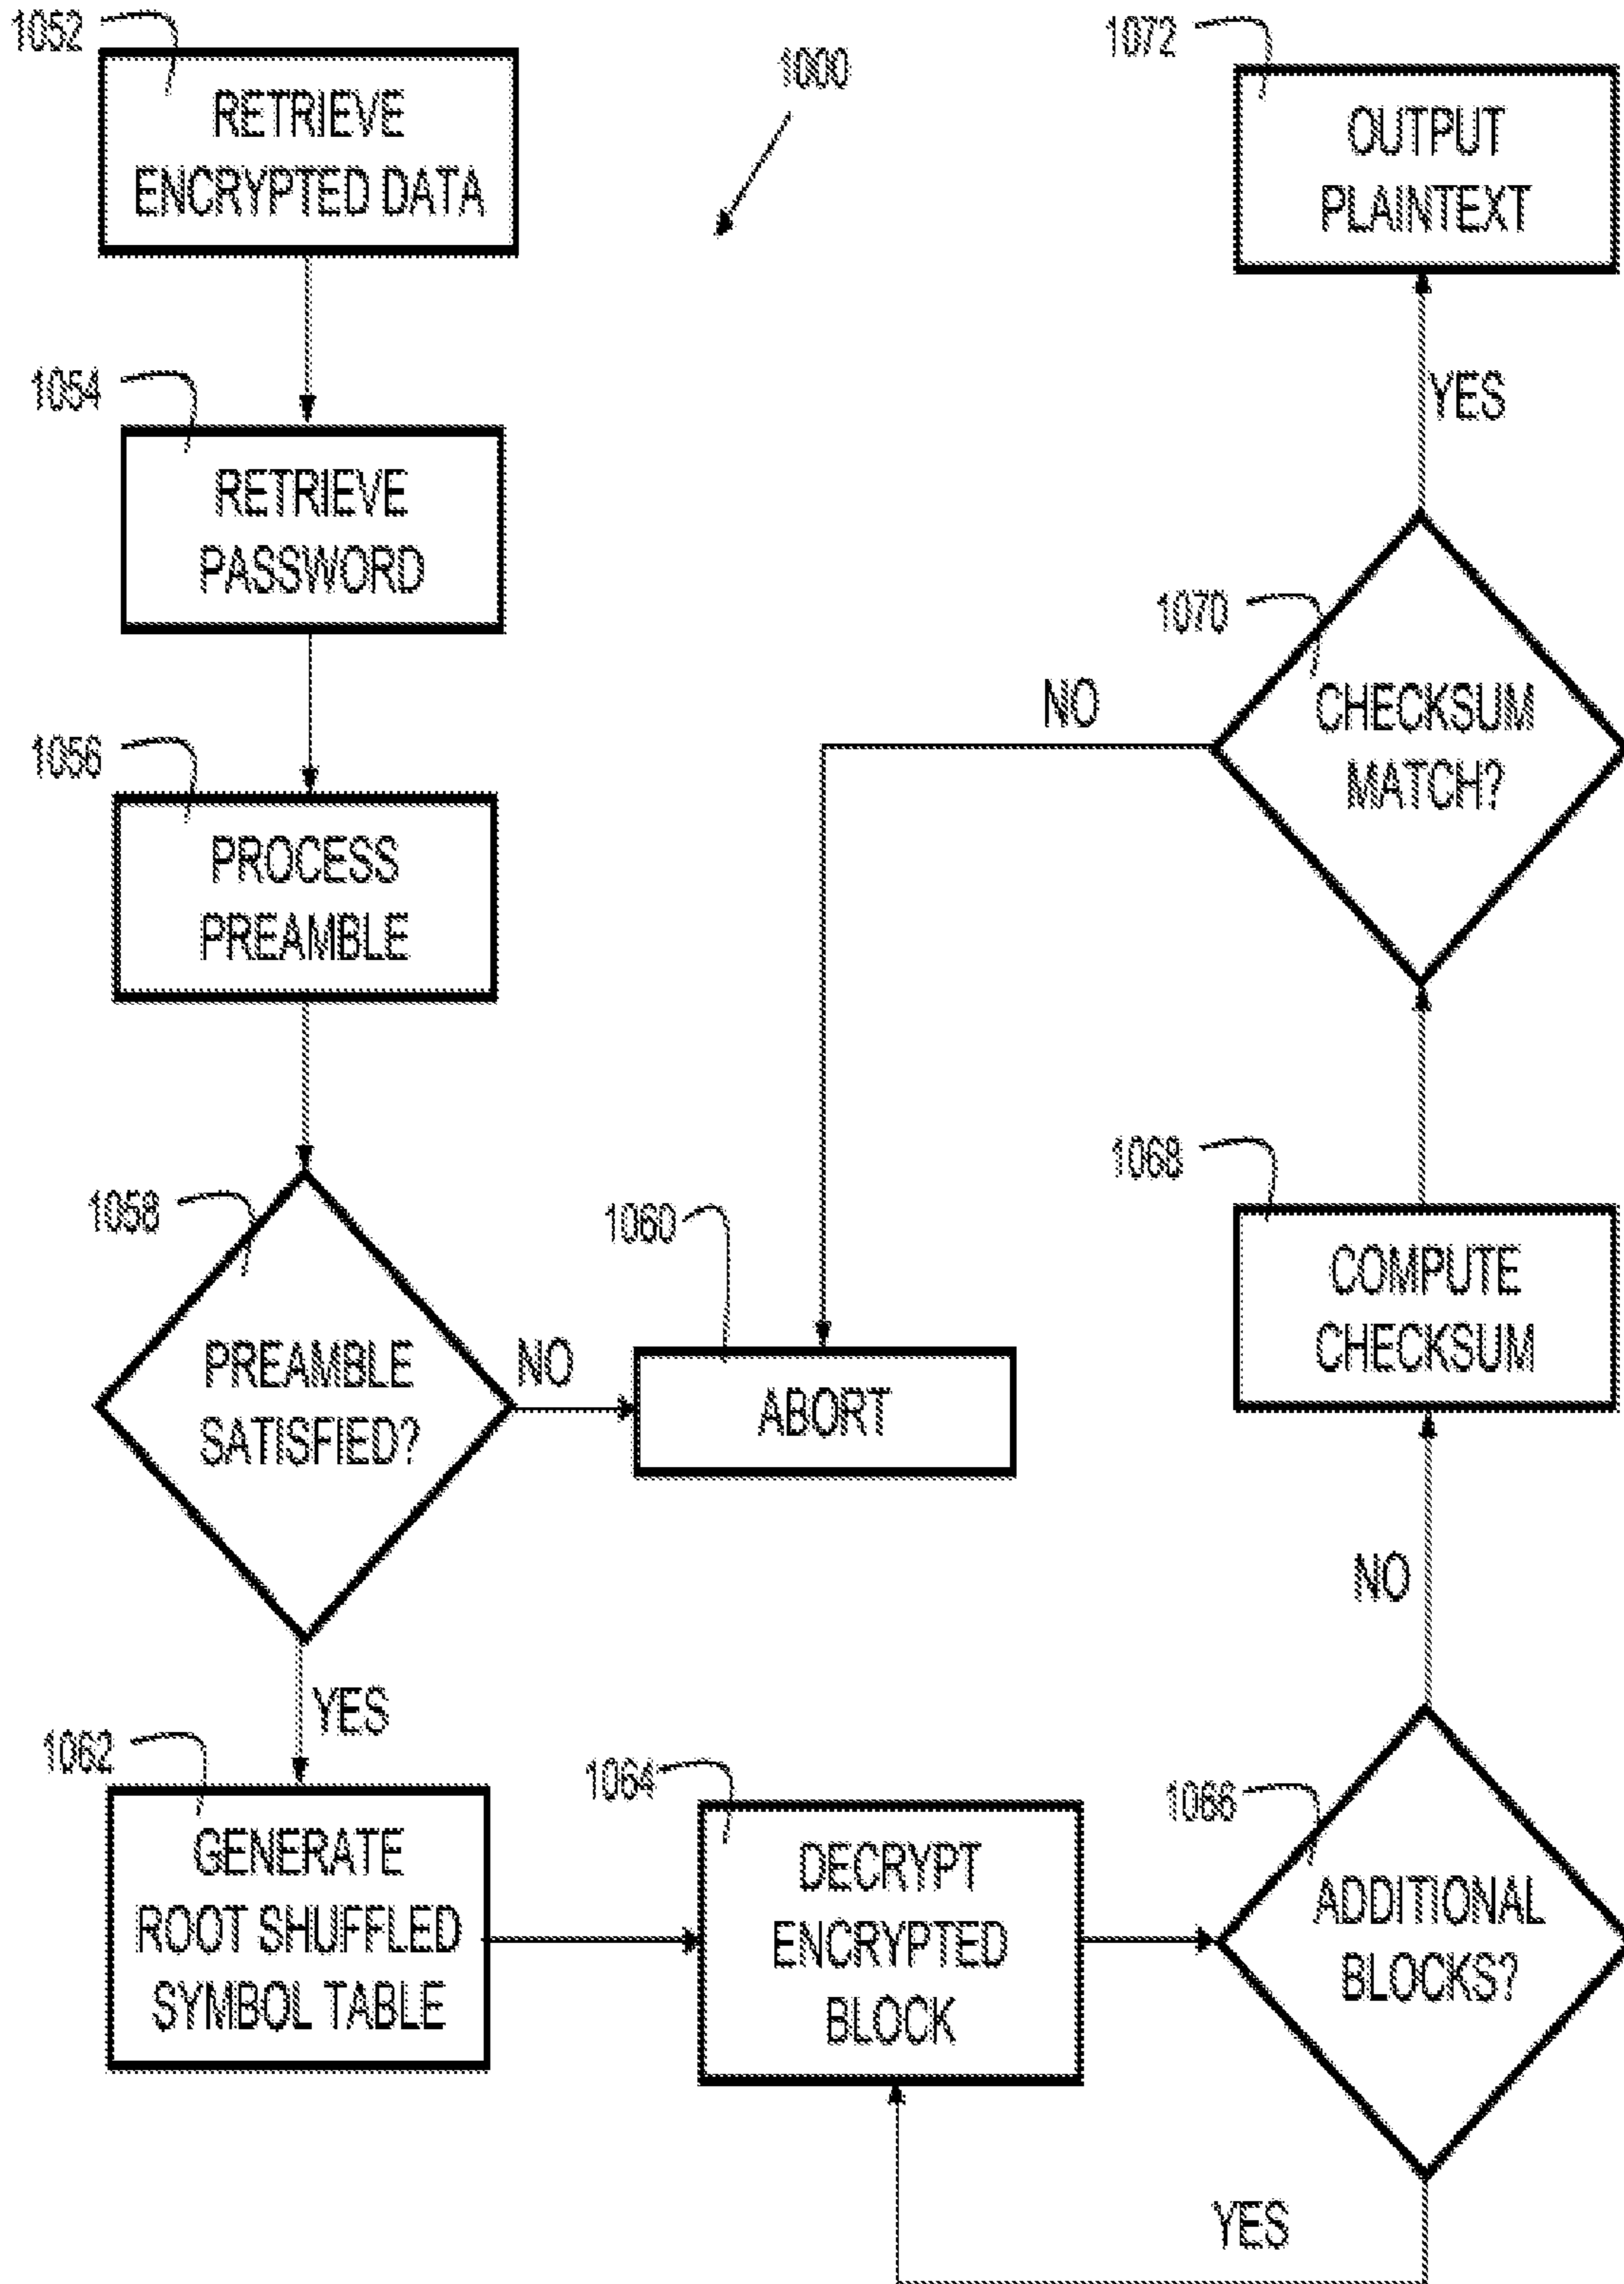 1052
RETRIEVE
ENCRYPTED DATA
1000
1054
RETRIEVE
PASSWORD
1056
PROCESS
PREAMBLE
1058
PREAMBLE
SATISFIED?
NO
1060
ABORT
YES
1062
GENERATE
ROOT SHUFFLED
SYMBOL TABLE
1064
DECRYPT
ENCRYPTED
BLOCK
1066
ADDITIONAL
BLOCKS?
YES
NO
1068
COMPUTE
CHECKSUM
1070
CHECKSUM
MATCH?
NO
YES
1072
OUTPUT
PLAINTEXT